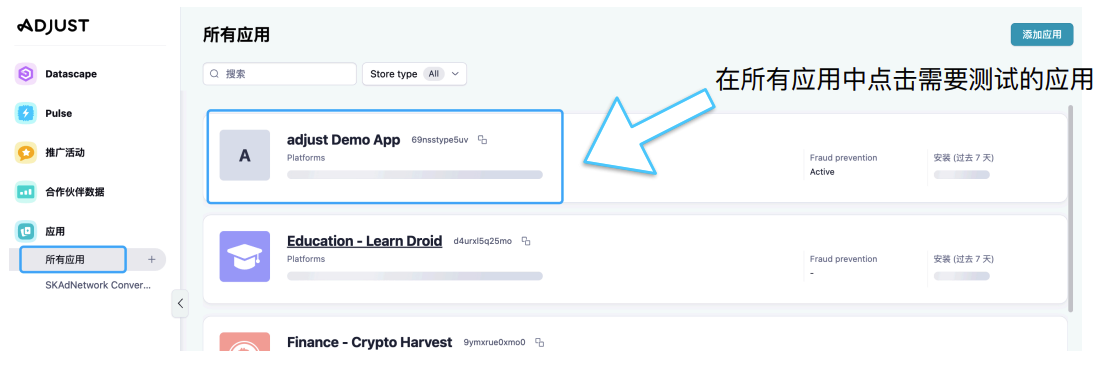 ADJUST
Datascape
Pulse
推广活动
合作伙伴数据
应用
所有应用
SKAdNetwork Conver...
所有应用
添加应用
搜索
Store type All
在所有应用中点击需要测试的应用
A
adjust Demo App 69nsstype5uv
Platforms
Fraud prevention
Active
安装 (过去 7 天)
Education - Learn Droid d4urxl5q25mo
Platforms
Fraud prevention
-
安装 (过去 7 天)
Finance - Crypto Harvest 9ymxrue0xmo0